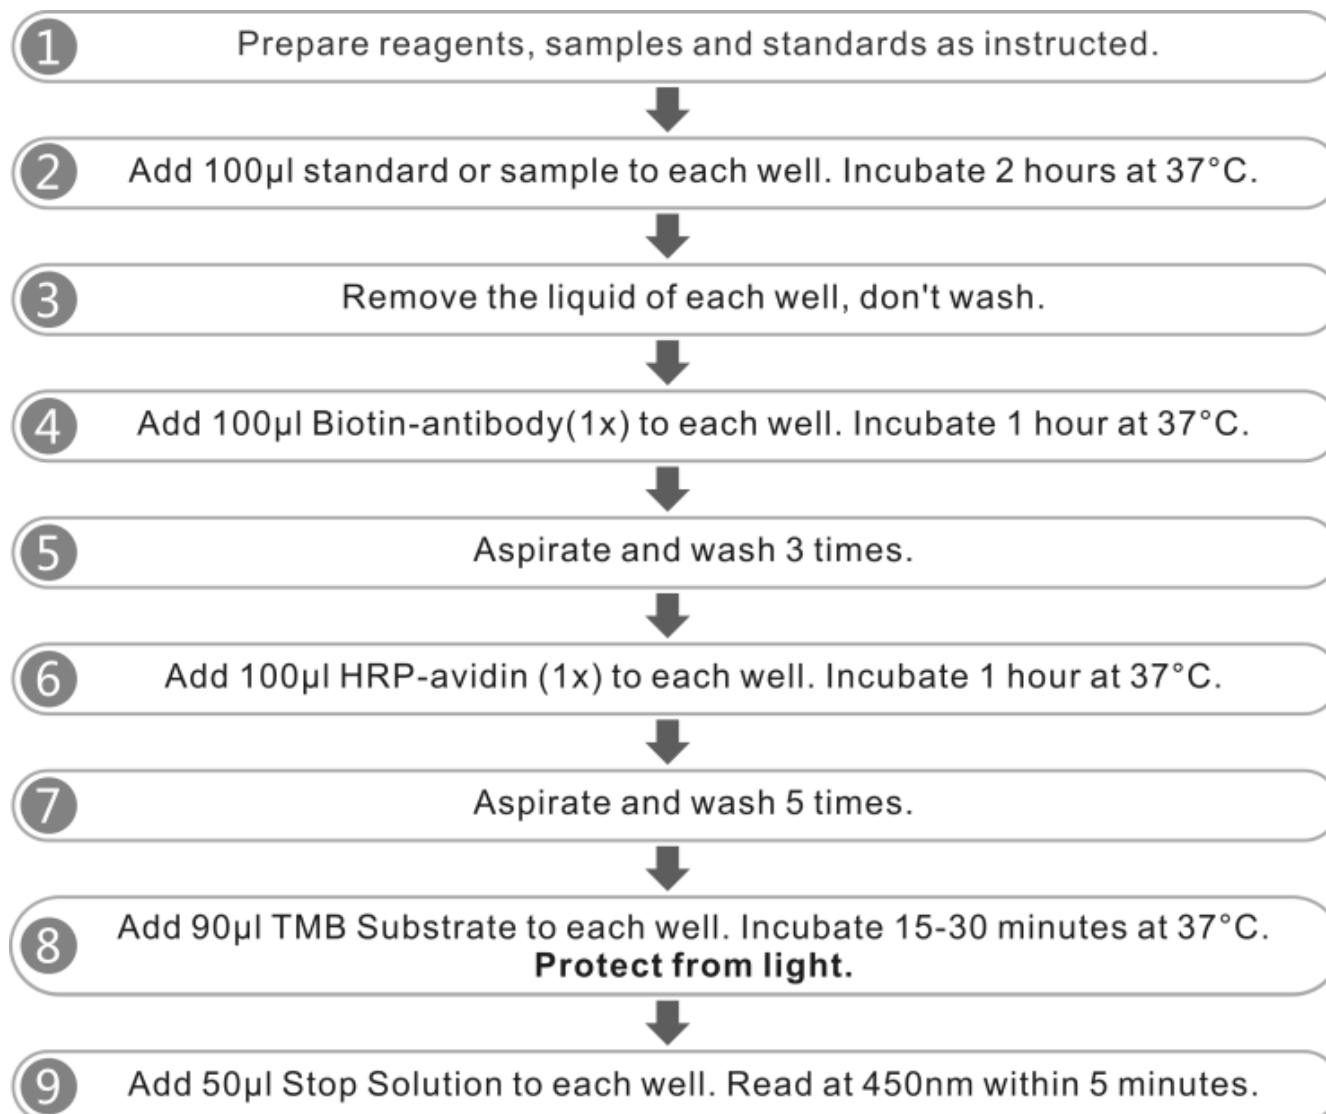 1 Prepare reagents, samples and standards as instructed.
2 Add 100µl standard or sample to each well. Incubate 2 hours at 37°C.
3 Remove the liquid of each well, don't wash.
4 Add 100µl Biotin-antibody(1x) to each well. Incubate 1 hour at 37°C.
5 Aspirate and wash 3 times.
6 Add 100µl HRP-avidin (1x) to each well. Incubate 1 hour at 37°C.
7 Aspirate and wash 5 times.
8 Add 90µl TMB Substrate to each well. Incubate 15-30 minutes at 37°C.
Protect from light.
9 Add 50µl Stop Solution to each well. Read at 450nm within 5 minutes.